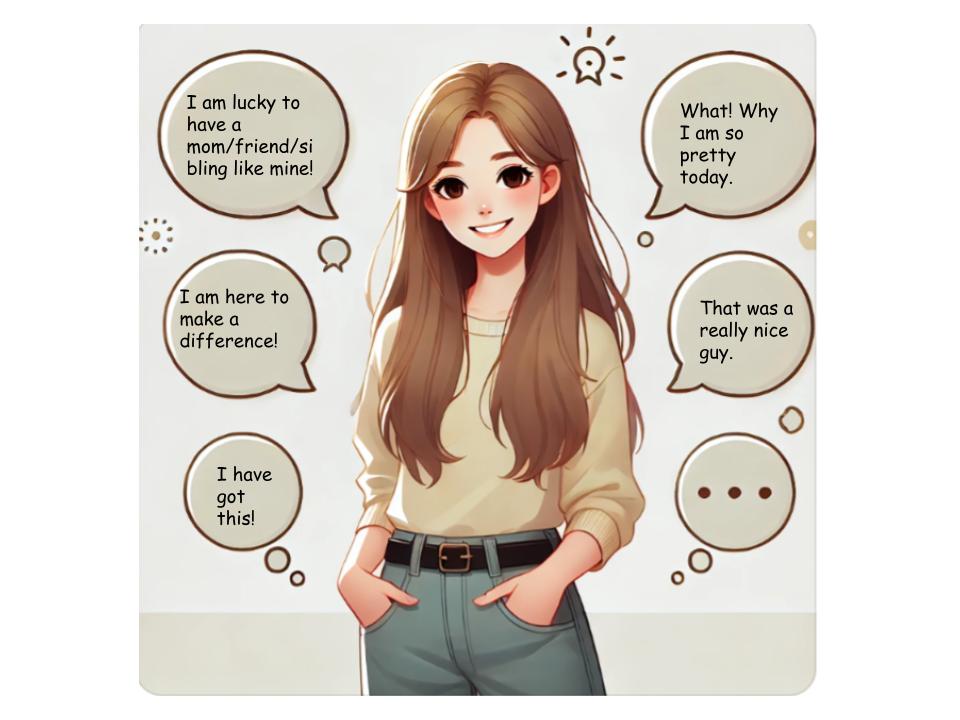 I am lucky to
have a
mom/friend/si
bling like mine!
What! Why
I am so
pretty
today.
I am here to
make a
difference!
That was a
really nice
guy.
I have
got
this!